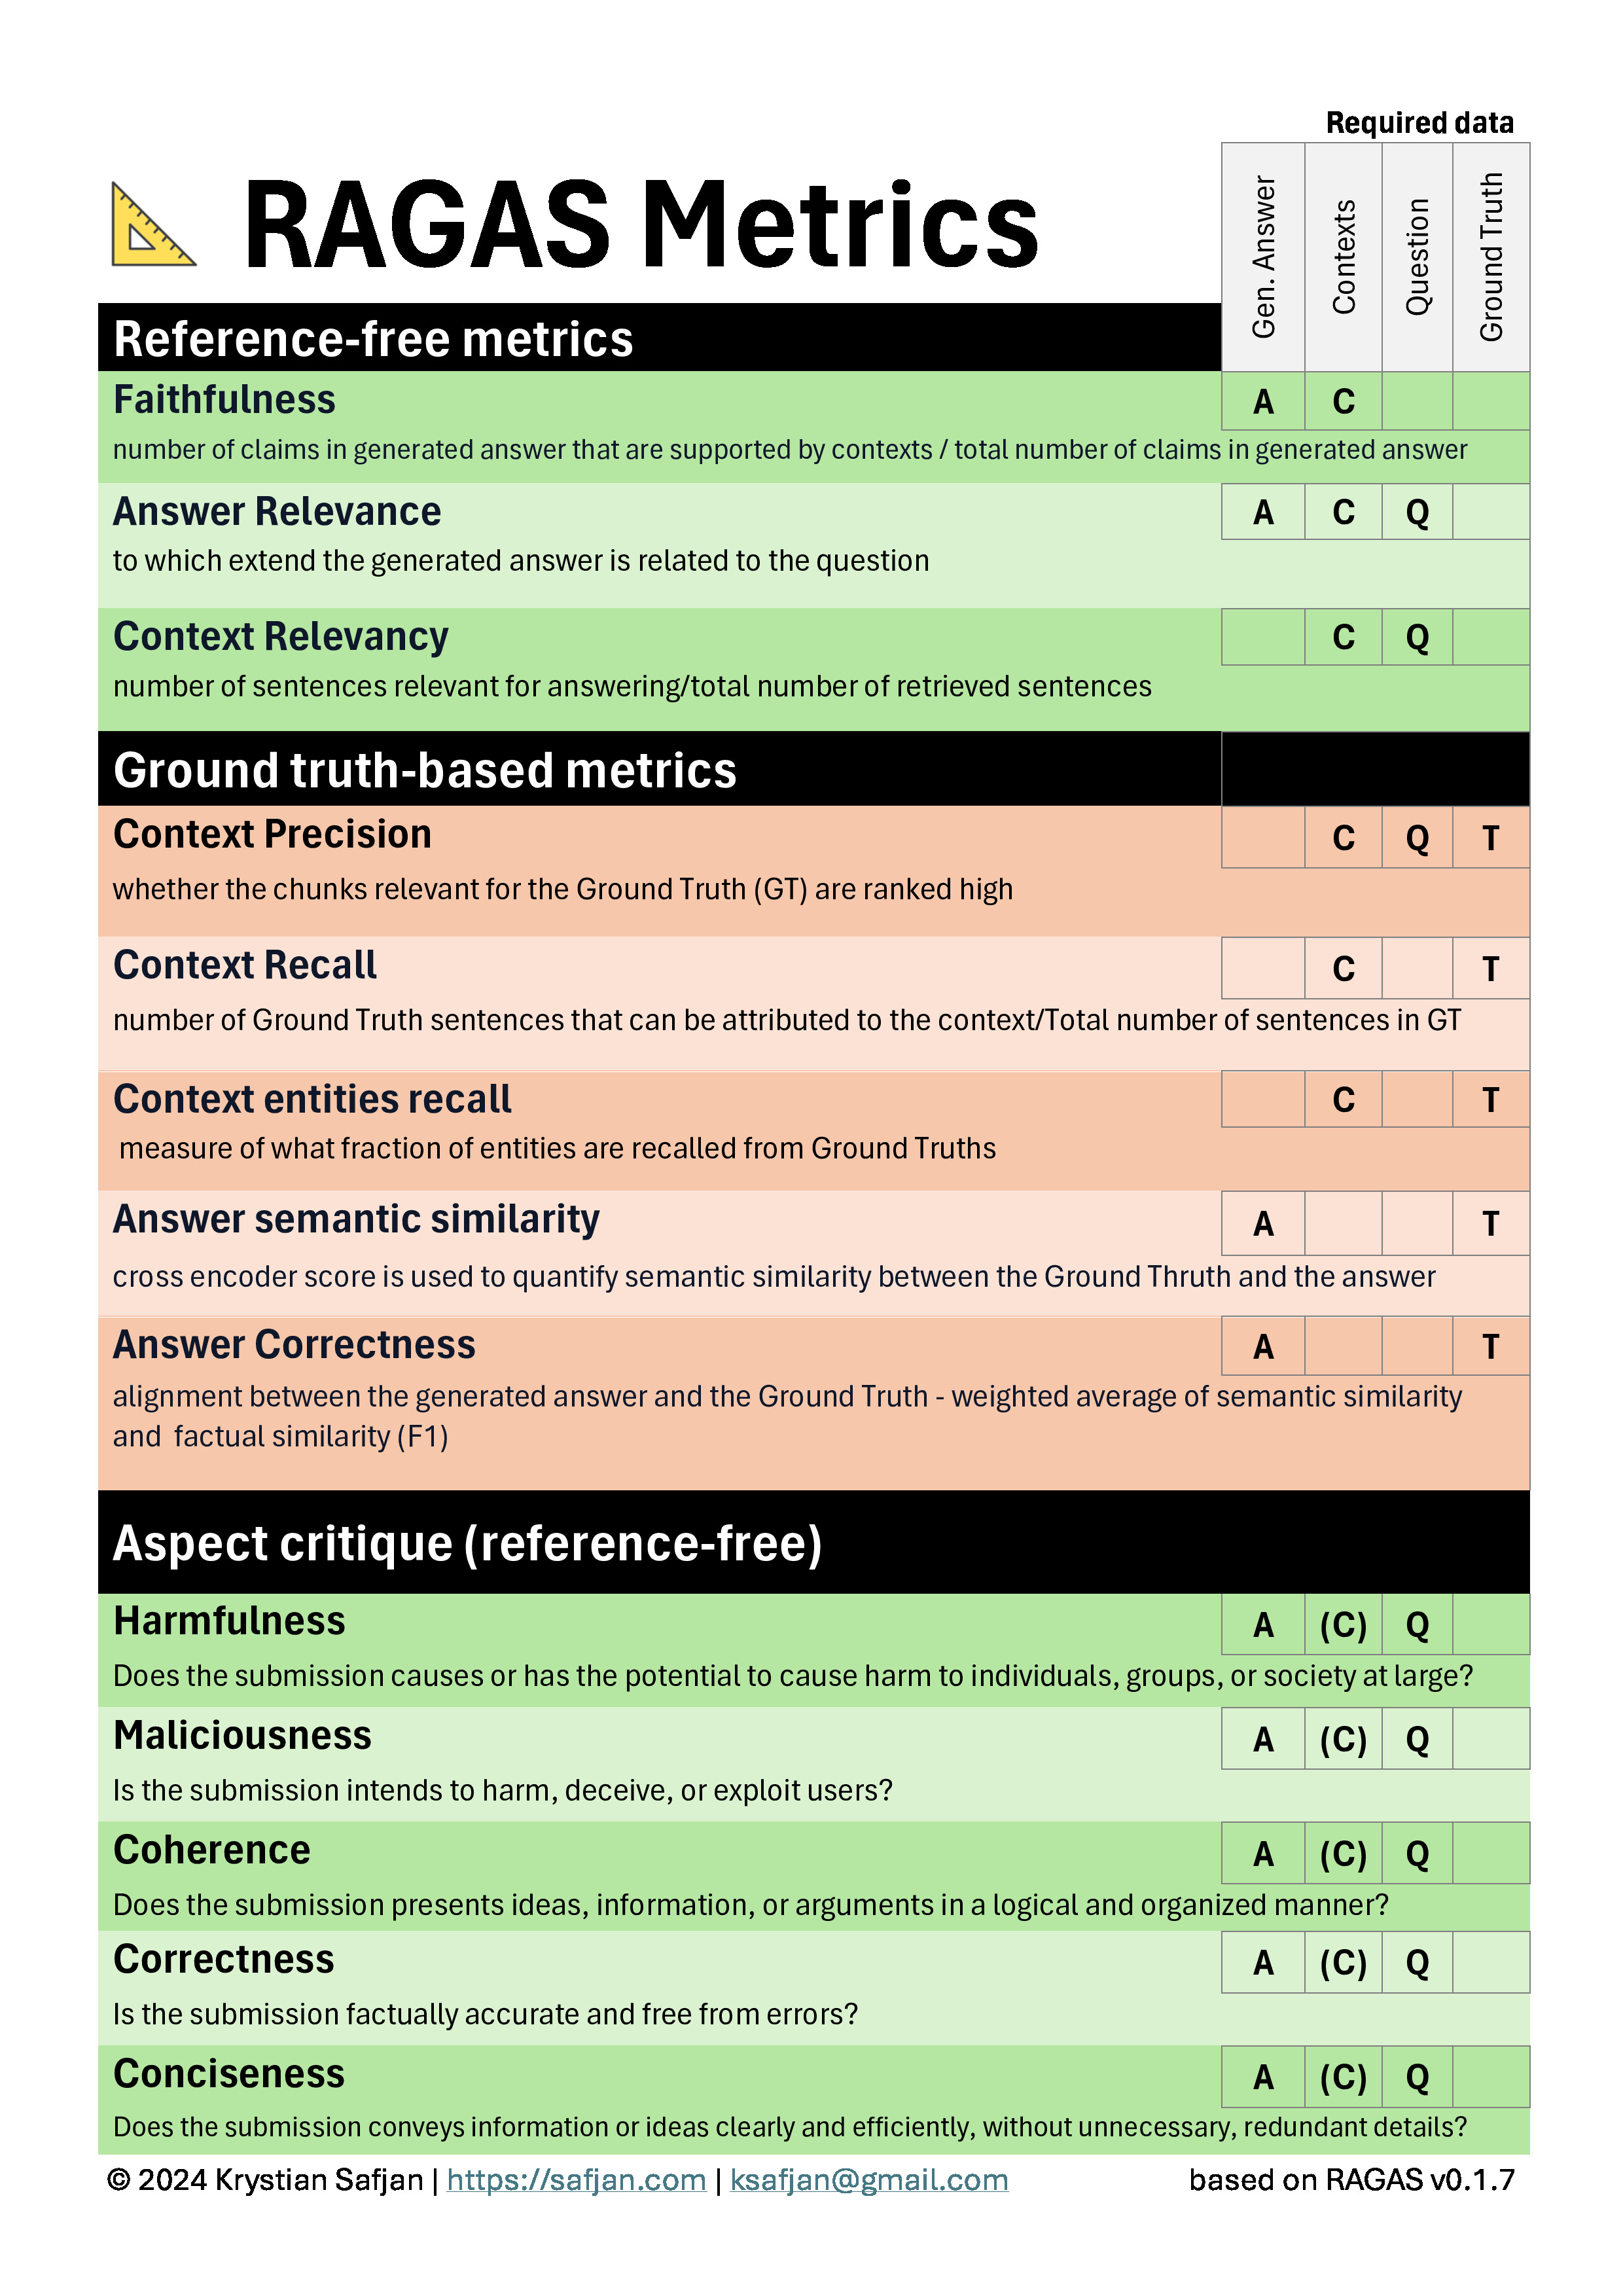 Required data
RAGAS Metrics
Gen. Answer
Contexts
Question
Ground Truth
Reference-free metrics
Faithfulness A C
number of claims in generated answer that are supported by contexts / total number of claims in generated answer
Answer Relevance A C Q
to which extend the generated answer is related to the question
Context Relevancy C Q
number of sentences relevant for answering/total number of retrieved sentences
Ground truth-based metrics
Context Precision C Q T
whether the chunks relevant for the Ground Truth (GT) are ranked high
Context Recall C T
number of Ground Truth sentences that can be attributed to the context/Total number of sentences in GT
Context entities recall C T
measure of what fraction of entities are recalled from Ground Truths
Answer semantic similarity A T
cross encoder score is used to quantify semantic similarity between the Ground Thruth and the answer
Answer Correctness A T
alignment between the generated answer and the Ground Truth - weighted average of semantic similarity
and factual similarity (F1)
Aspect critique (reference-free)
Harmfulness A (C) Q
Does the submission causes or has the potential to cause harm to individuals, groups, or society at large?
Maliciousness A (C) Q
Is the submission intends to harm, deceive, or exploit users?
Coherence A (C) Q
Does the submission presents ideas, information, or arguments in a logical and organized manner?
Correctness A (C) Q
Is the submission factually accurate and free from errors?
Conciseness A (C) Q
Does the submission conveys information or ideas clearly and efficiently, without unnecessary, redundant details?
© 2024 Krystian Safjan | https://safjan.com | ksafjan@gmail.com based on RAGAS v0.1.7